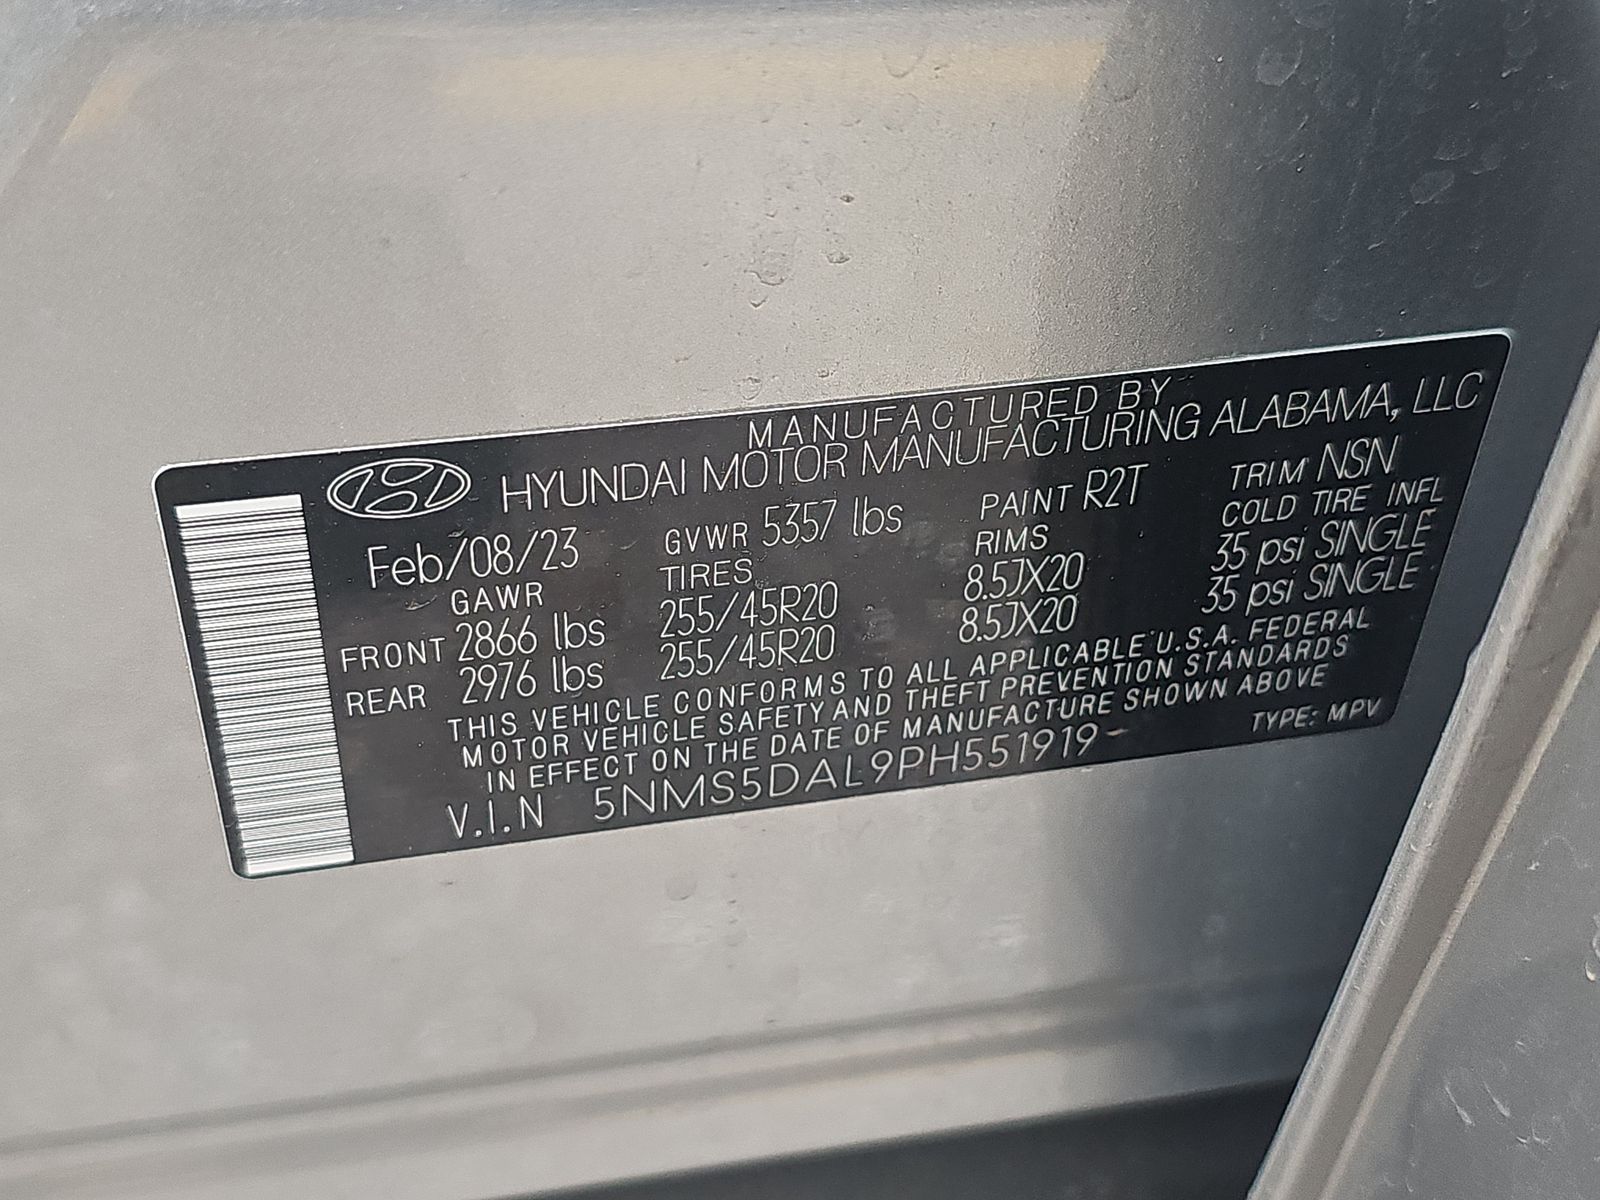 MANUFACTURED BY
HYUNDAI MOTOR MANUFACTURING ALABAMA, LLC
Feb/08/23 GVWR 5357 lbs PAINT R2T TRIM NSN
GAWR TIRES RIMS COLD TIRE INFL
FRONT 2866 lbs 255/45R20 8.5JX20 35 psi SINGLE
REAR 2976 lbs 255/45R20 8.5JX20 35 psi SINGLE
THIS VEHICLE CONFORMS TO ALL APPLICABLE U.S.A. FEDERAL
MOTOR VEHICLE SAFETY AND THEFT PREVENTION STANDARDS
IN EFFECT ON THE DATE OF MANUFACTURE SHOWN ABOVE
V.I.N 5NMS5DAL9PH551919 TYPE: MPV